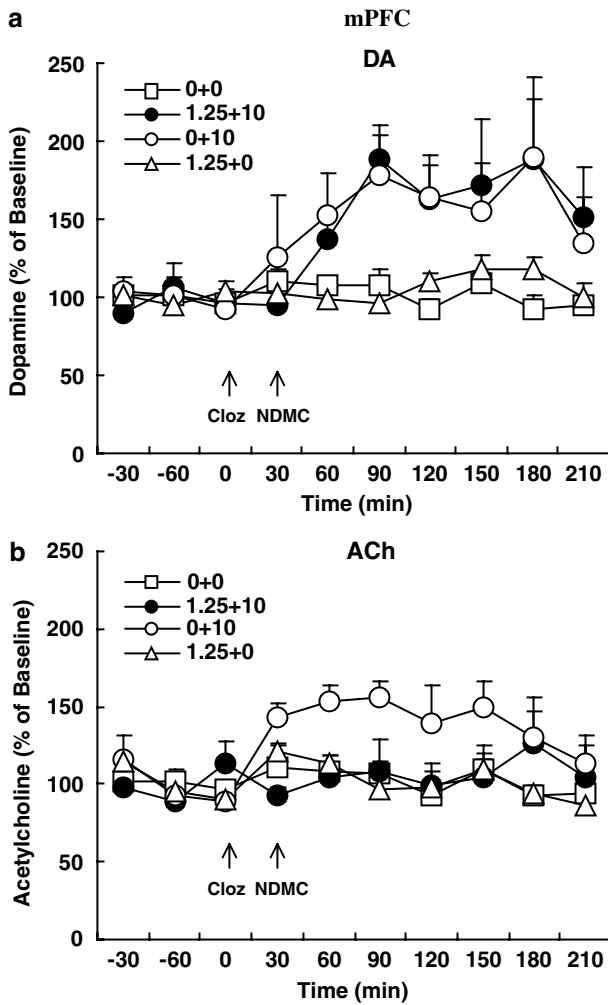 a
mPFC
DA
0+0
1.25+10
0+10
1.25+0
Dopamine (% of Baseline)
250
200
150
100
50
0
Cloz NDMC
-30 -60 0 30 60 90 120 150 180 210
Time (min)
b
ACh
0+0
1.25+10
0+10
1.25+0
Acetylcholine (% of Baseline)
250
200
150
100
50
0
Cloz NDMC
-30 -60 0 30 60 90 120 150 180 210
Time (min)